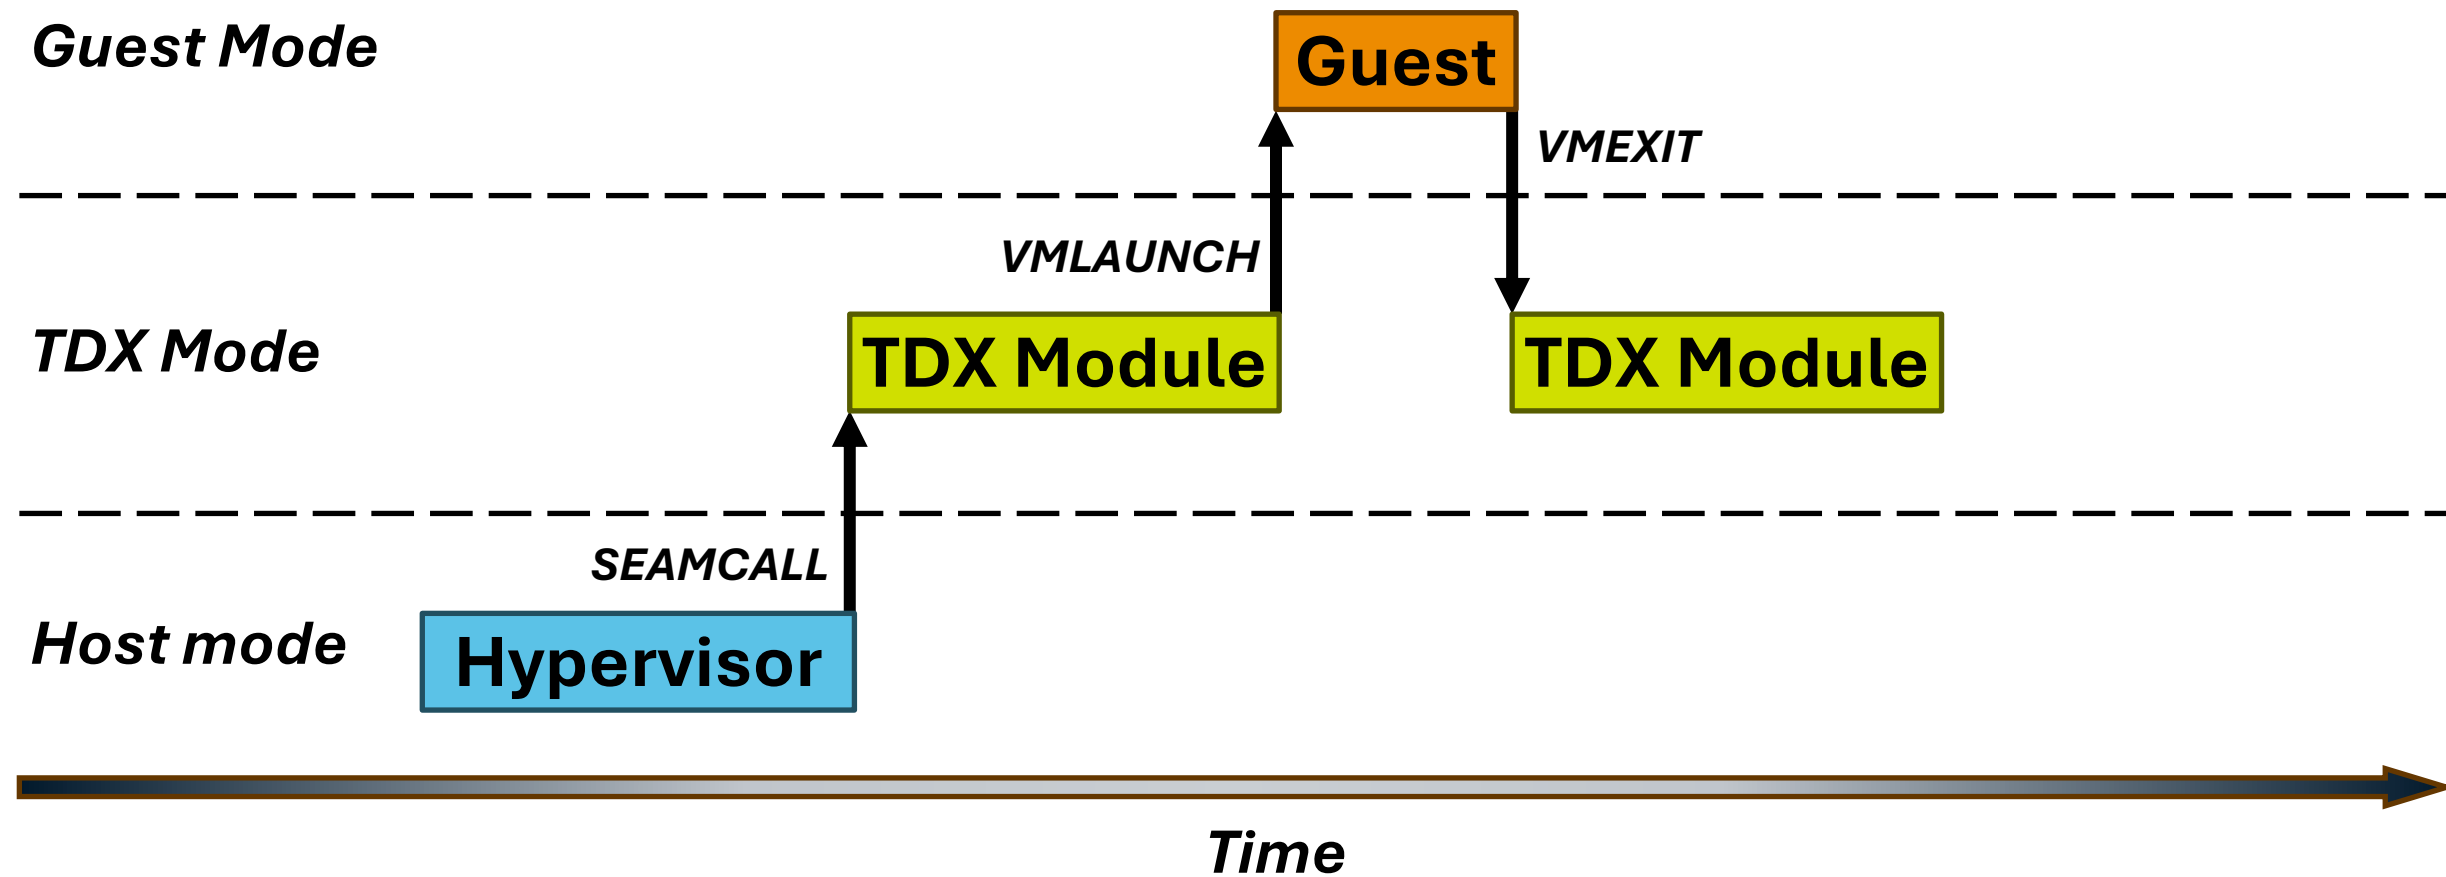 Guest Mode
Guest
VMEXIT
VMLAUNCH
TDX Mode
TDX Module
TDX Module
SEAMCALL
Host mode
Hypervisor
Time